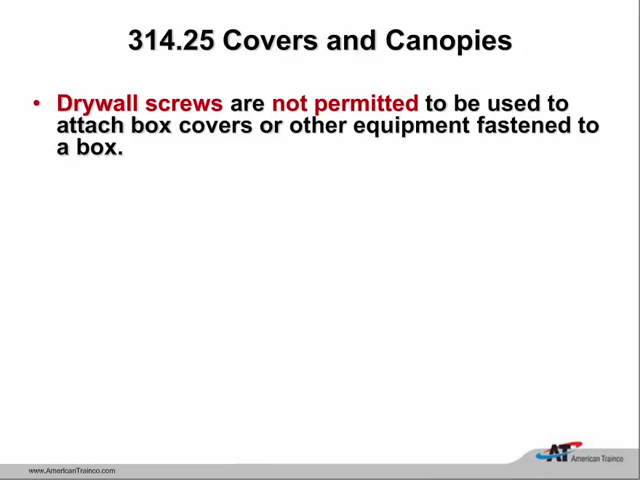 314.25 Covers and Canopies
• Drywall screws are not permitted to be used to
attach box covers or other equipment fastened to
a box.
AT American Trainco
www.AmericanTrainco.com